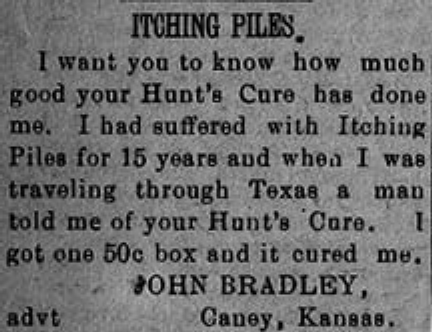 ITCHING PILES.
I want you to know how much
good your Hunt's Cure has done
me. I had suffered with Itching
Piles for 15 years and when I was
traveling through Texas a man
told me of your Hunt's Cure. I
got one 50c box and it cured me.
JOHN BRADLEY,
advt Caney, Kansas.